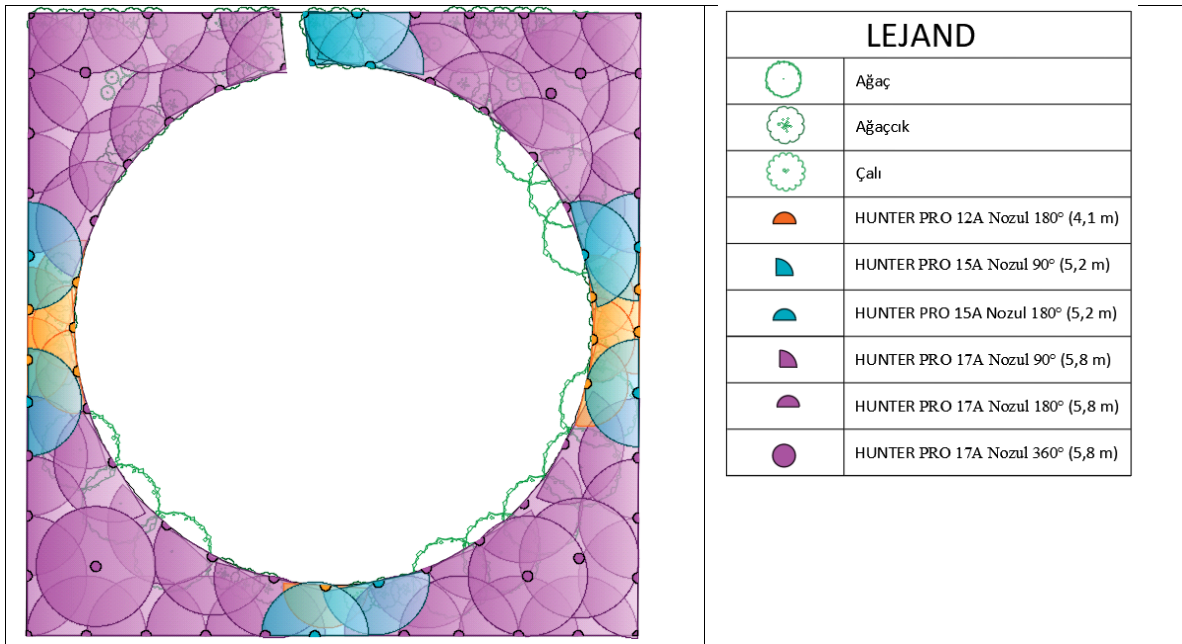 LEJAND
Ağaç
Ağaçcık
Çalı
HUNTER PRO 12A Nozul 180° (4,1 m)
HUNTER PRO 15A Nozul 90° (5,2 m)
HUNTER PRO 15A Nozul 180° (5,2 m)
HUNTER PRO 17A Nozul 90° (5,8 m)
HUNTER PRO 17A Nozul 180° (5,8 m)
HUNTER PRO 17A Nozul 360° (5,8 m)